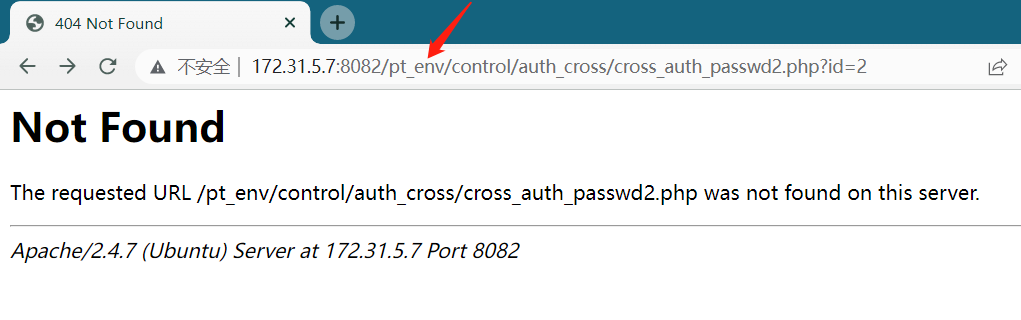 404 Not Found
不安全 | 172.31.5.7:8082/pt_env/control/auth_cross/cross_auth_passwd2.php?id=2
Not Found
The requested URL /pt_env/control/auth_cross/cross_auth_passwd2.php was not found on this server.
Apache/2.4.7 (Ubuntu) Server at 172.31.5.7 Port 8082